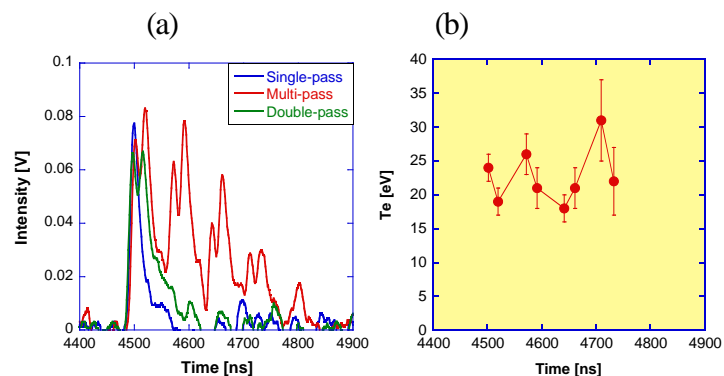 (a)
(b)
Intensity [V]
0.1
0.08
0.06
0.04
0.02
0
Single-pass
Multi-pass
Double-pass
4400 4500 4600 4700 4800 4900
Time [ns]
Te [eV]
40
35
30
25
20
15
10
5
0
4400 4500 4600 4700 4800 4900
Time [ns]